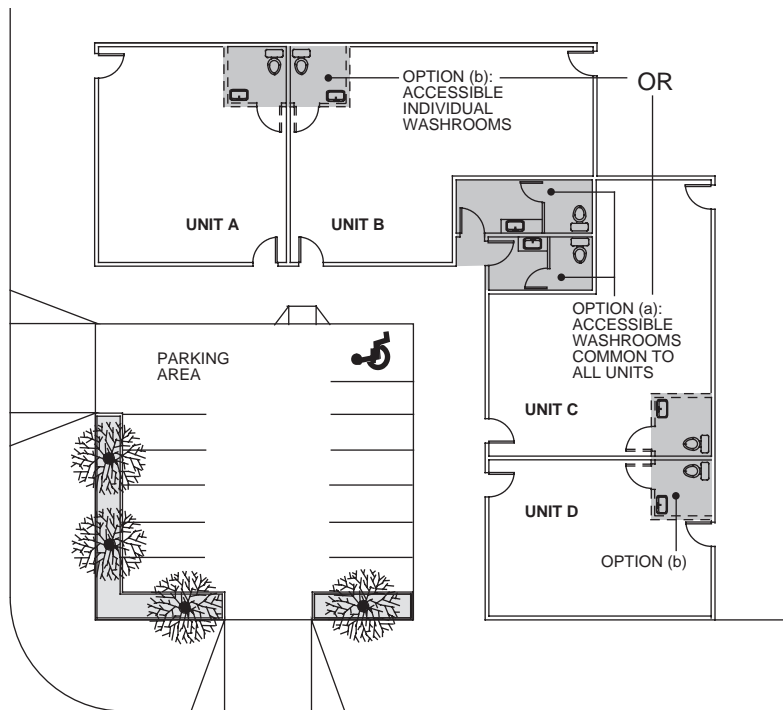 OPTION (b):
ACCESSIBLE
INDIVIDUAL
WASHROOMS
OR
UNIT A
UNIT B
OPTION (a):
ACCESSIBLE
WASHROOMS
COMMON TO
ALL UNITS
PARKING
AREA
UNIT C
UNIT D
OPTION (b)